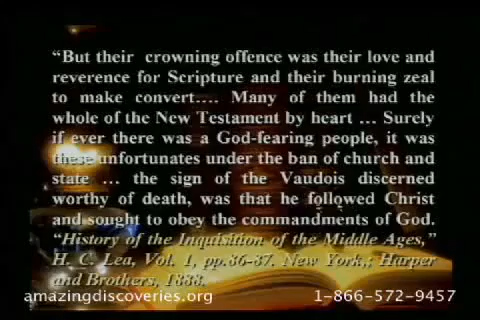 “But their crowning offence was their love and
reverence for Scripture and their burning zeal
to make convert…. Many of them had the
whole of the New Testament by heart … Surely
if ever there was a God-fearing people, it was
these unfortunates under the ban of church and
state … the sign of the Vaudois discerned
worthy of death, was that he followed Christ
and sought to obey the commandments of God.
“History of the Inquisition of the Middle Ages,”
H. C. Lea, Vol. 1, pp.86-87. New York,; Harper
and Brothers, 1888.
amazingdiscoveries.org 1-866-572-9457